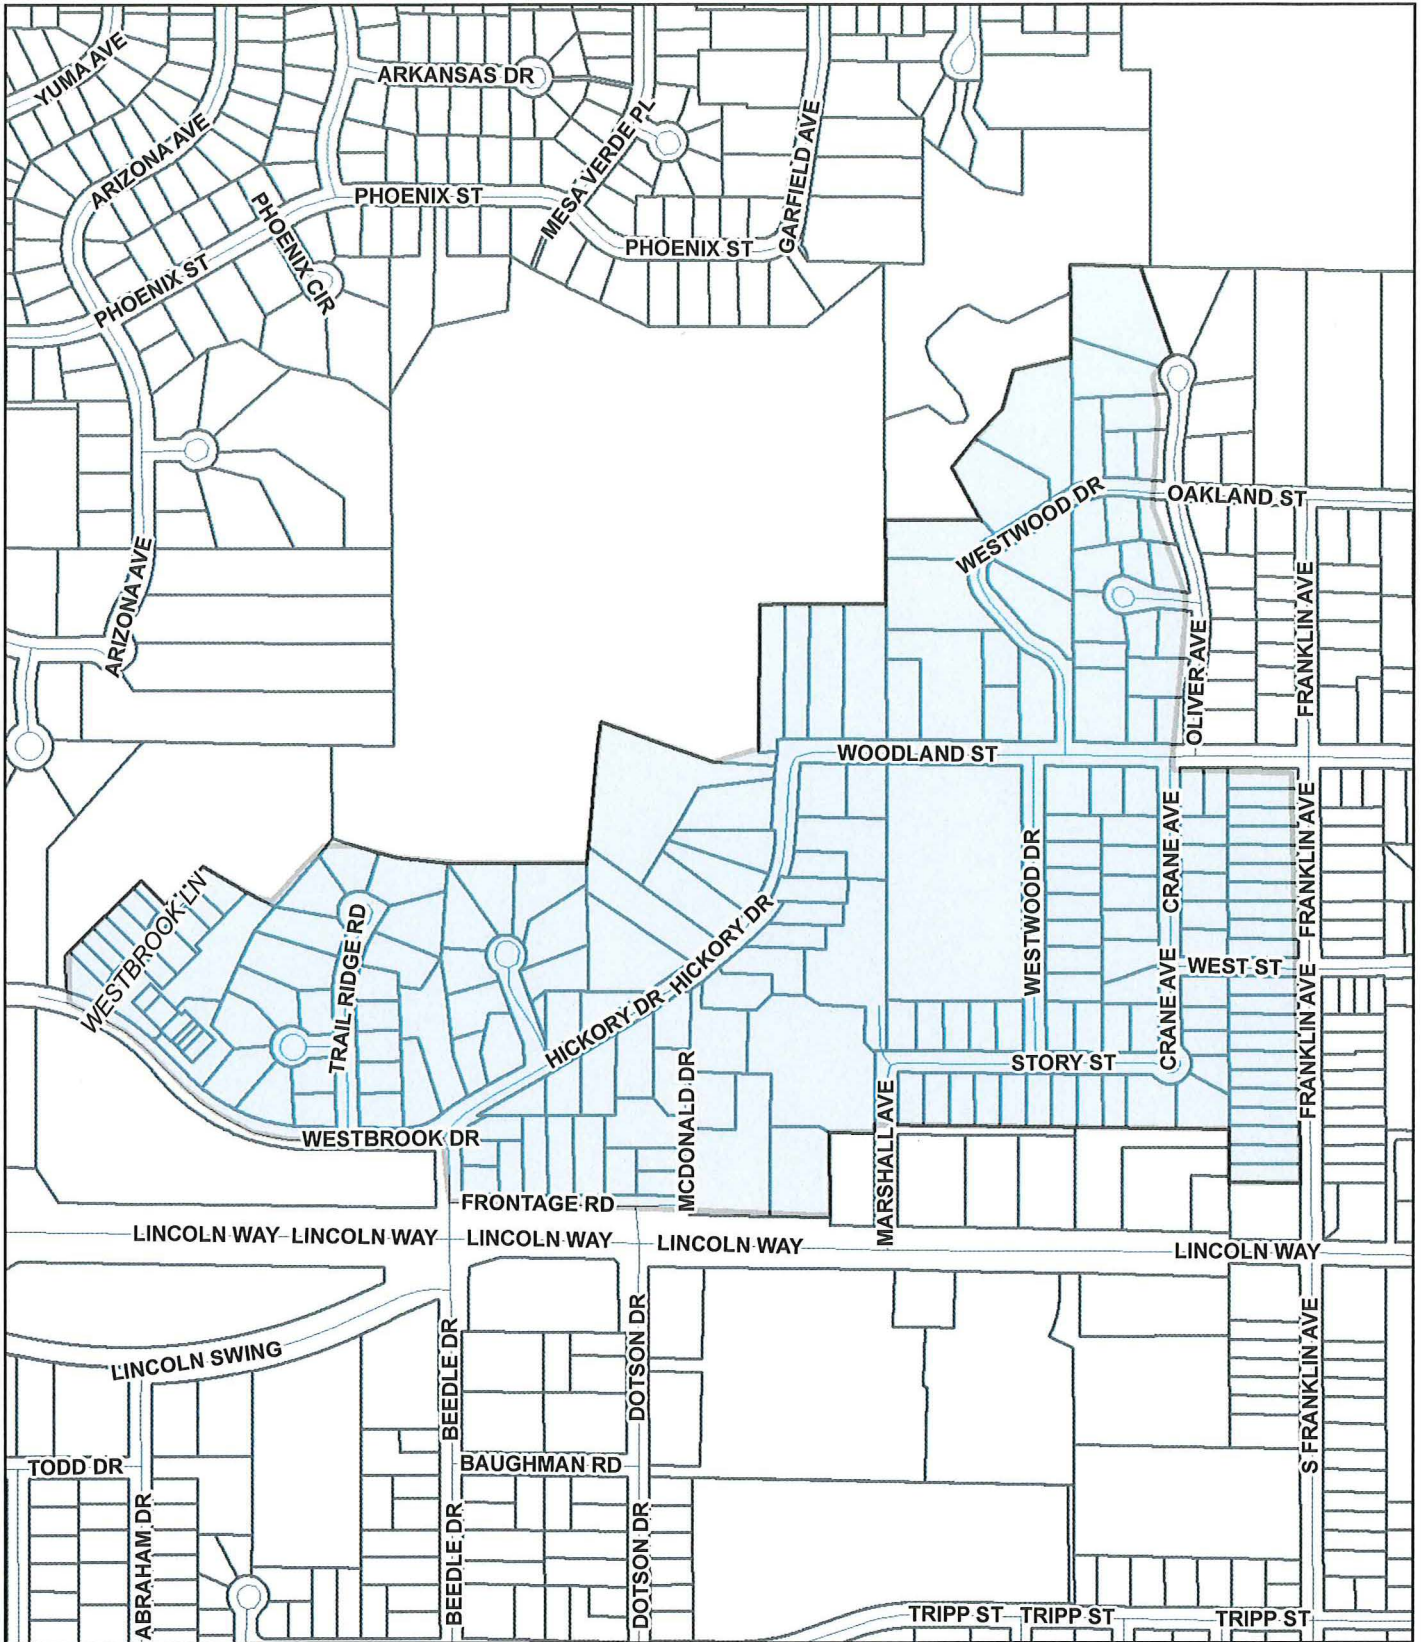 YUMA AVE
ARKANSAS DR
ARIZONA AVE
MESA VERDE PL
GARFIELD AVE
PHOENIX ST
PHOENIX CIR
PHOENIX ST
PHOENIX ST
WESTWOOD DR
OAKLAND ST
ARIZONA AVE
FRANKLIN AVE
OLIVER AVE
WOODLAND ST
CRANE AVE
FRANKLIN AVE
WESTWOOD DR
WESTBROOK LN
TRAIL RIDGE RD
HICKORY DR
HICKORY DR
WEST ST
CRANE AVE
FRANKLIN AVE
STORY ST
MCDONALD DR
MARSHALL AVE
WESTBROOK DR
FRONTAGE RD
LINCOLN WAY
LINCOLN WAY
LINCOLN WAY
LINCOLN WAY
LINCOLN WAY
LINCOLN SWING
BEEDLE DR
DOTSON DR
S FRANKLIN AVE
TODD DR
BAUGHMAN RD
ABRAHAM DR
BEEDLE DR
DOTSON DR
TRIPP ST
TRIPP ST
TRIPP ST